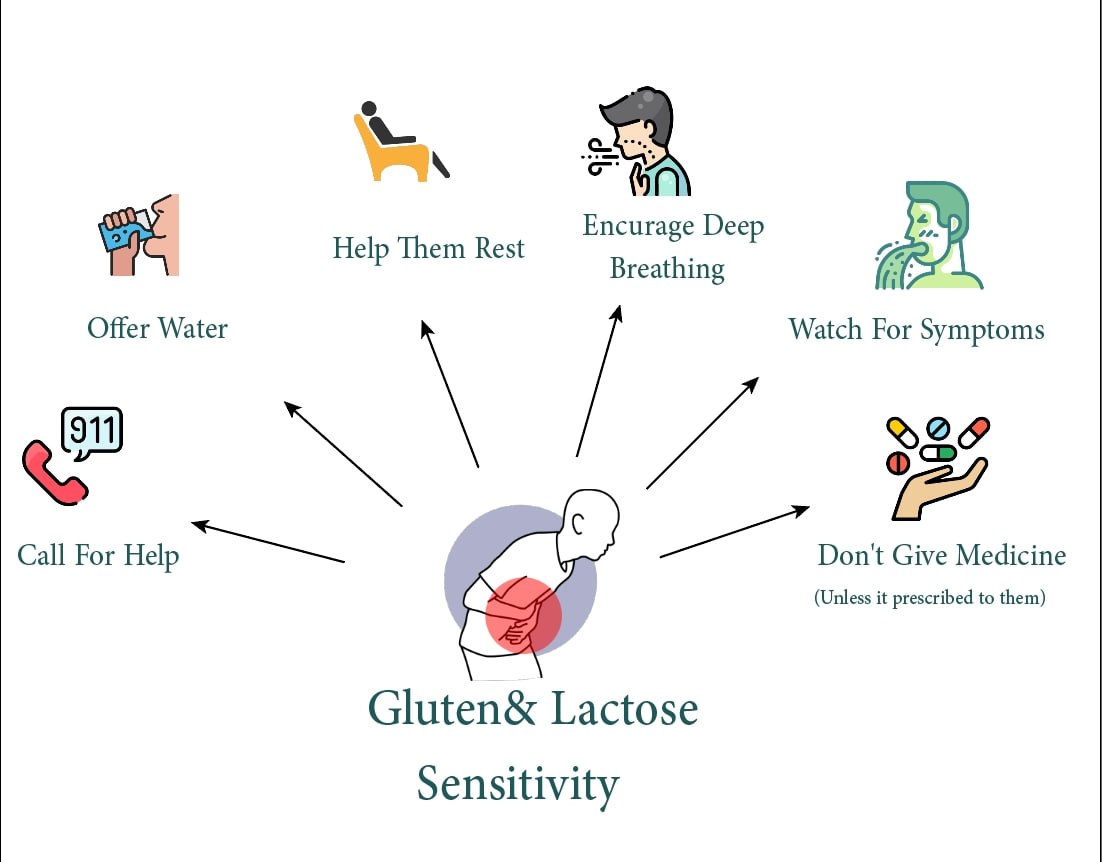 Encurage Deep
Breathing
Help Them Rest
Offer Water
Watch For Symptoms
911
Call For Help
Don't Give Medicine
(Unless it prescribed to them)
Gluten& Lactose
Sensitivity